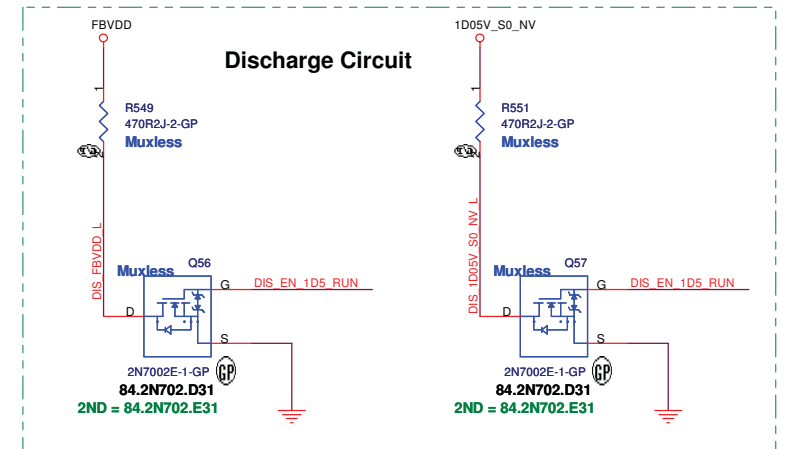 FBVDD
1D05V_S0_NV
Discharge Circuit
1
1
R549
470R2J-2-GP
Muxless
R551
470R2J-2-GP
Muxless
2
2
DIS_FBVDD_L
DIS_1D05V_S0_NV_L
Muxless
Q56
Muxless
Q57
G
DIS_EN_1D5_RUN
G
DIS_EN_1D5_RUN
D
D
S
S
2N7002E-1-GP
GP
2N7002E-1-GP
GP
84.2N702.D31
84.2N702.D31
2ND = 84.2N702.E31
2ND = 84.2N702.E31